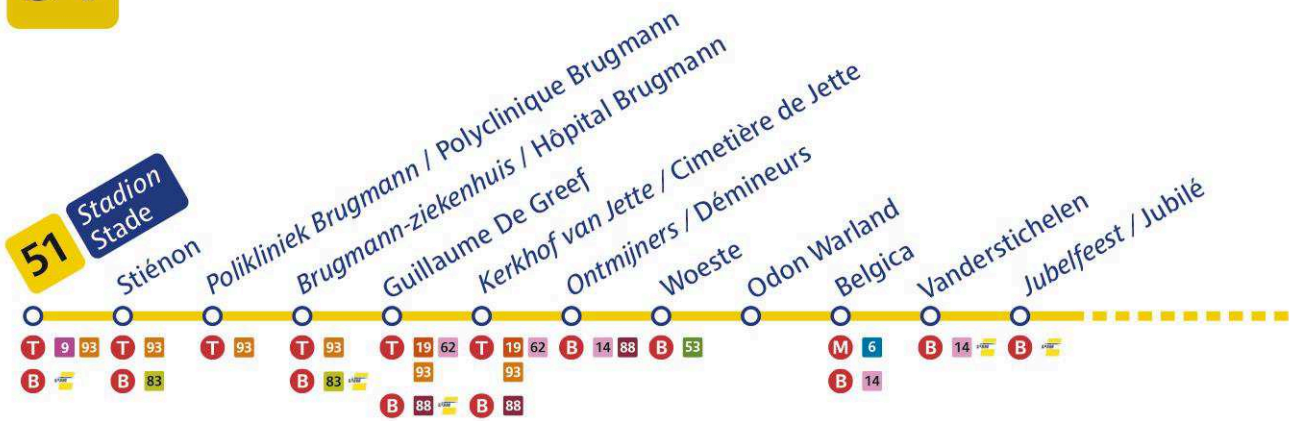 51
Stadion
Stade
Stiénon
Polikliniek Brugmann / Polyclinique Brugmann
Brugmann-ziekenhuis / Hôpital Brugmann
Guillaume De Greef
Kerkhof van Jette / Cimetière de Jette
Ontmijners / Démineurs
Woeste
Odon Warland
Belgica
Vanderstichelen
Jubelfeest / Jubilé
T 9 93
T 93
T 93
T 93
T 19 62
T 19 62
B 14 88
B 53
M 6
B 14
B
93
93
B
B 83
B 83
B 88
B 88
B 14